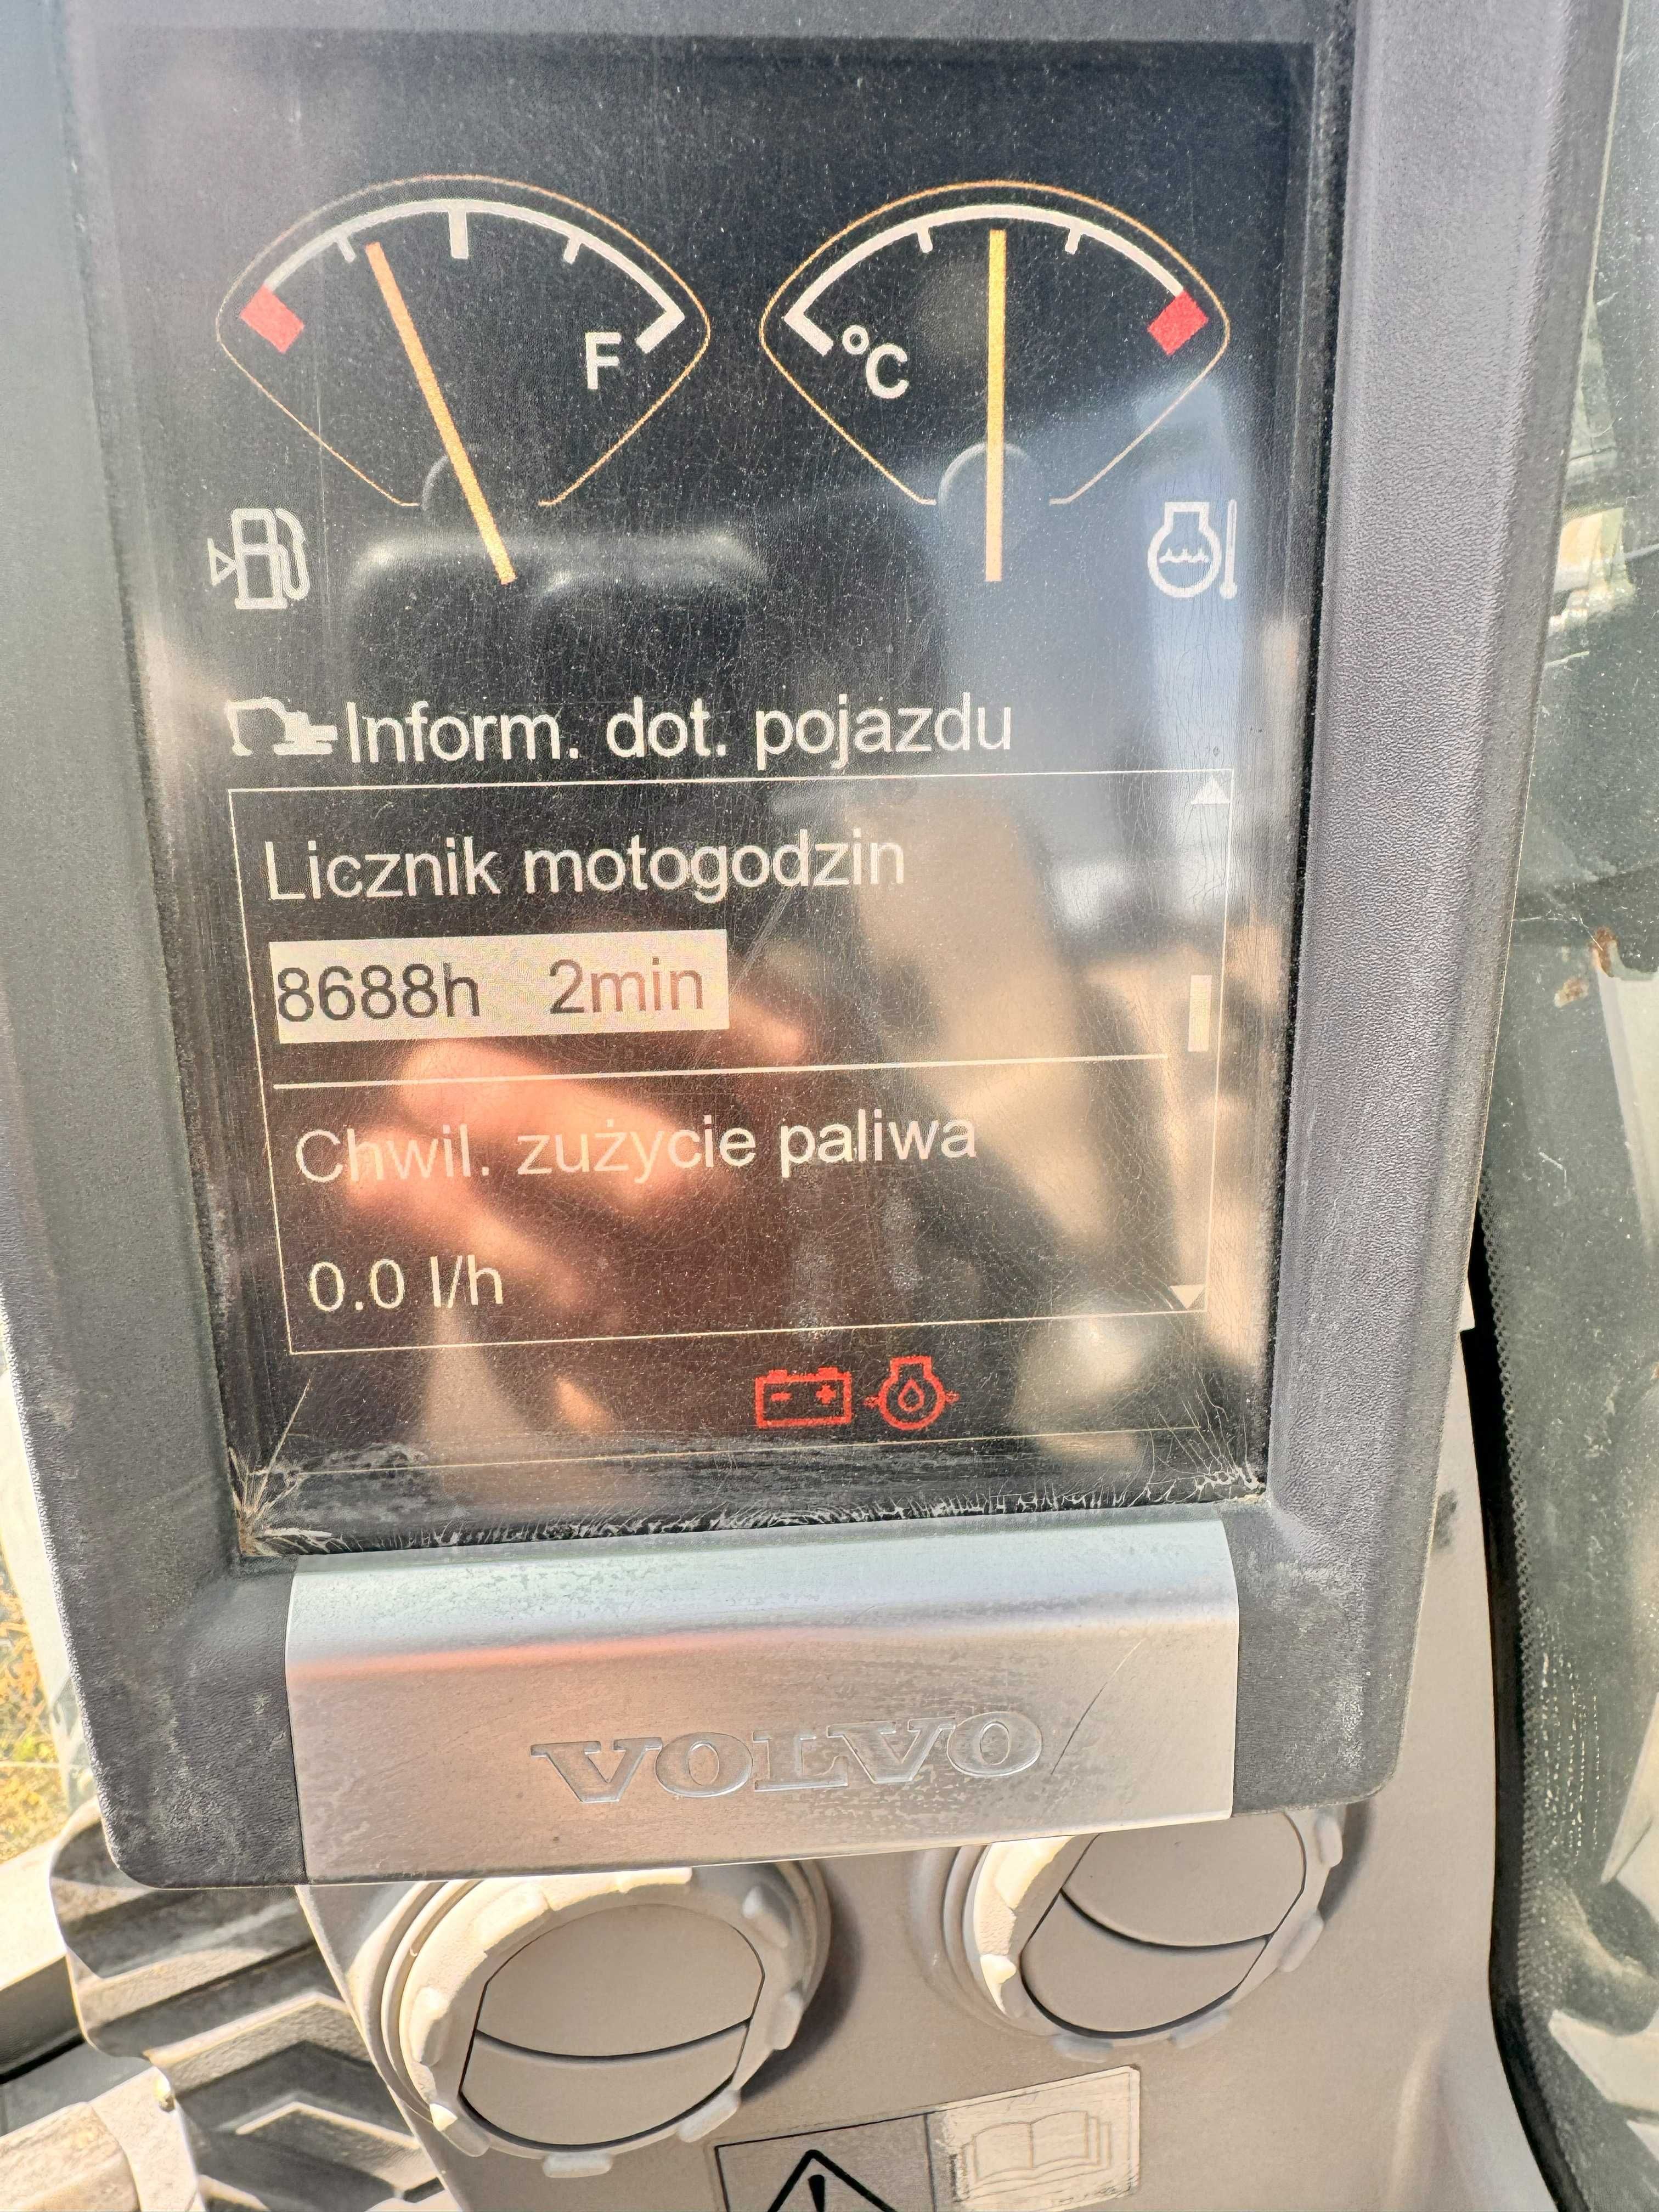 F
°C
Inform. dot. pojazdu
Licznik motogodzin
8688h 2min
Chwil. zużycie paliwa
0.0 l/h
VOLVO